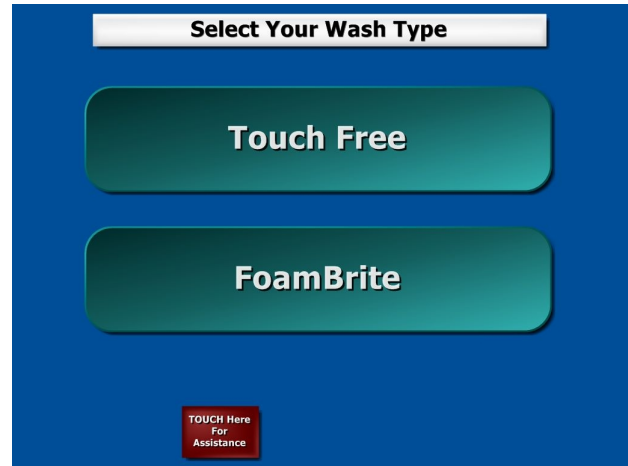 Select Your Wash Type
Touch Free
FoamBrite
TOUCH Here
For
Assistance